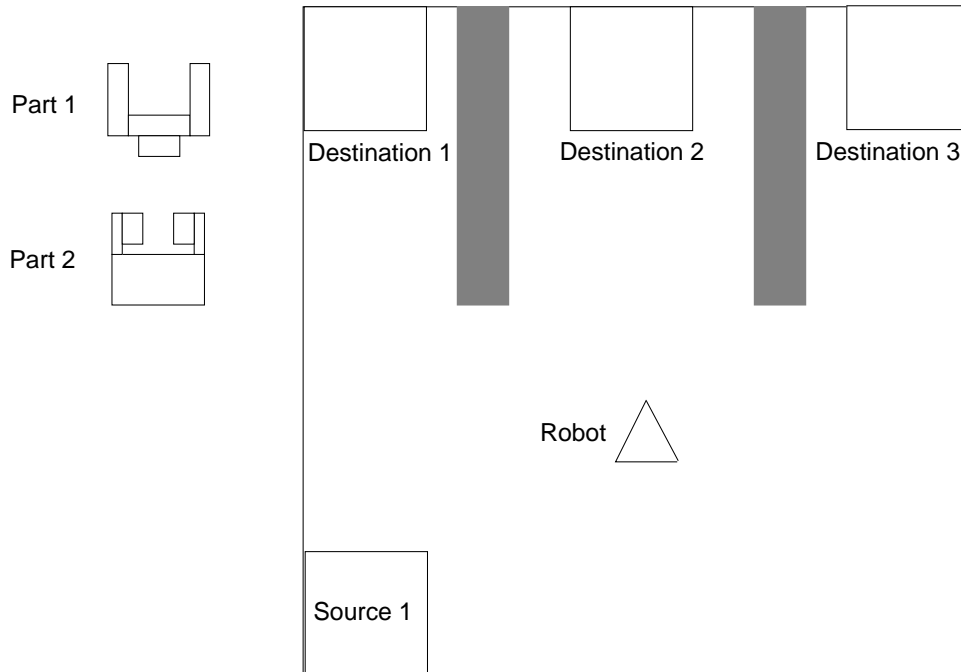 Part 1
Destination 1
Destination 2
Destination 3
Part 2
Robot
Source 1